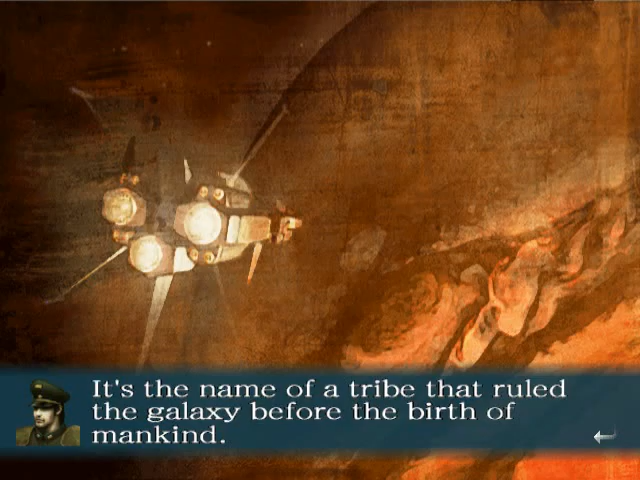 It's the name of a tribe that ruled
the galaxy before the birth of
mankind.